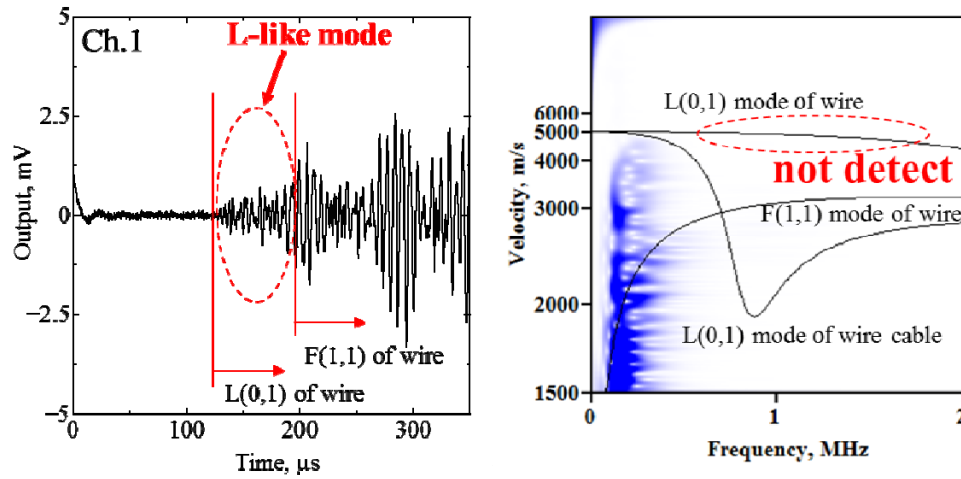 Ch.1
L-like mode
5
2.5
0
-2.5
-5
Output, mV
F(1,1) of wire
L(0,1) of wire
0
100
200
300
Time, μs
L(0,1) mode of wire
not detect
F(1,1) mode of wire
L(0,1) mode of wire cable
6000
5000
4000
3000
2000
1500
Velocity, m/s
0
1
2
Frequency, MHz